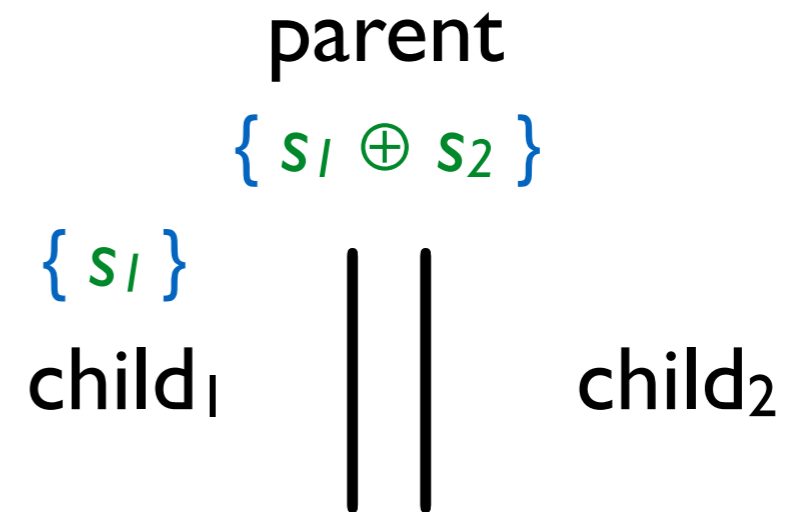 parent
{ s₁ ⊕ s₂ }
{ s₁ }
child₁ child₂